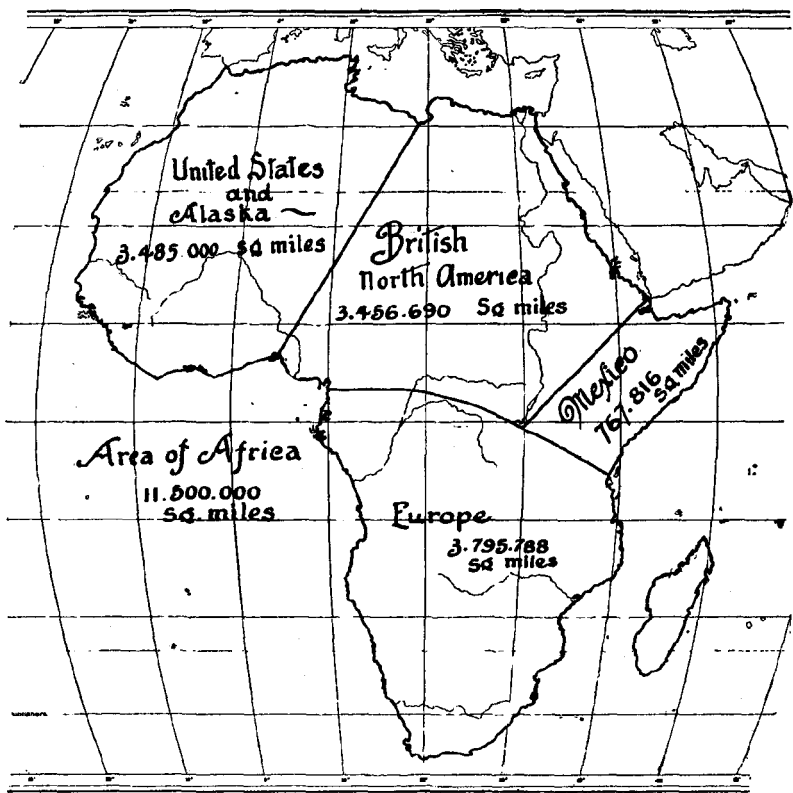 United States
and
Alaska
3.485.000 sq miles
British
North America
3.456.690 Sq miles
Mexico
767.816
sq miles
Area of Africa
11.500.000
sq. miles
Europe
3.795.788
sq miles